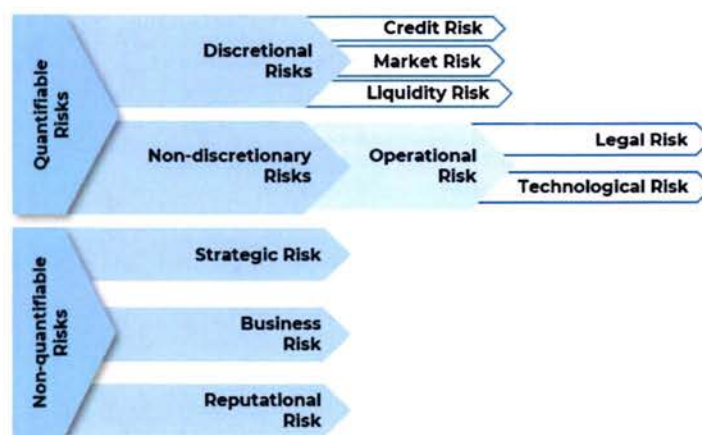 Quantifiable
Risks
Discretional
Risks
Credit Risk
Market Risk
Liquidity Risk
Non-discretionary
Risks
Operational
Risk
Legal Risk
Technological Risk
Non-quantifiable
Risks
Strategic Risk
Business
Risk
Reputational
Risk